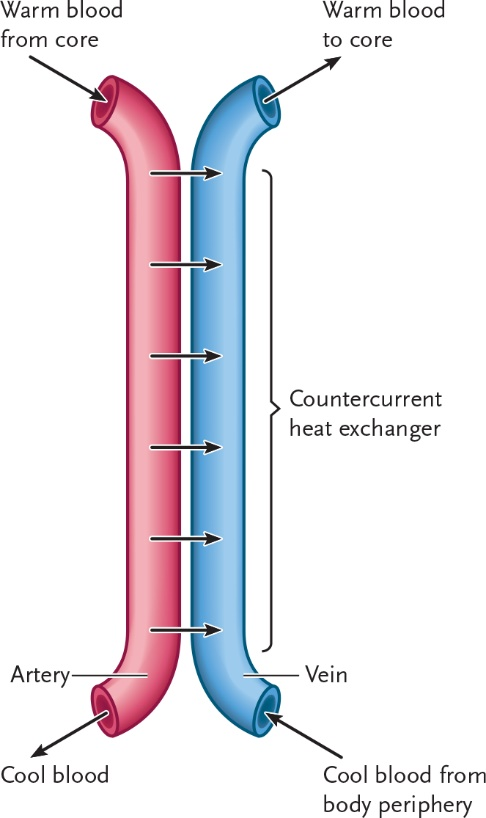 Warm blood
from core
Warm blood
to core
Countercurrent
heat exchanger
Artery
Vein
Cool blood
Cool blood from
body periphery